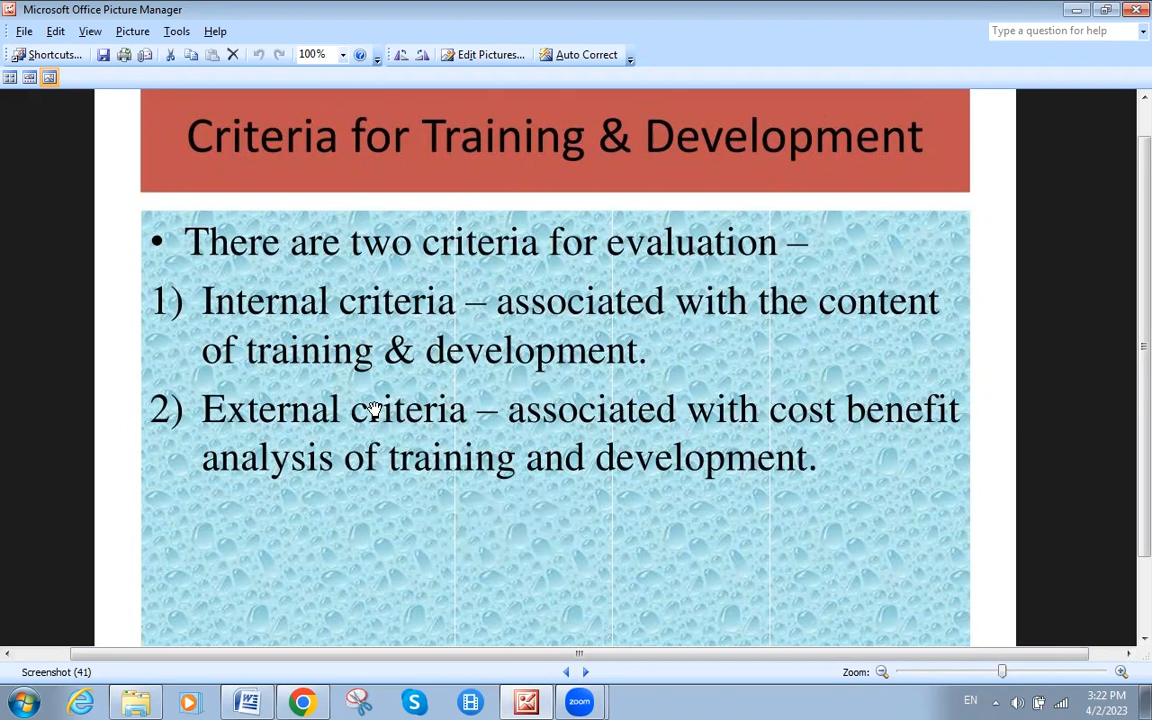 Microsoft Office Picture Manager
File Edit View Picture Tools Help
Type a question for help
Shortcuts...
100%
Edit Pictures...
Auto Correct
Criteria for Training & Development
• There are two criteria for evaluation –
1) Internal criteria – associated with the content
of training & development.
2) External criteria – associated with cost benefit
analysis of training and development.
Screenshot (41)
Zoom:
EN
3:22 PM
4/2/2023
zoom